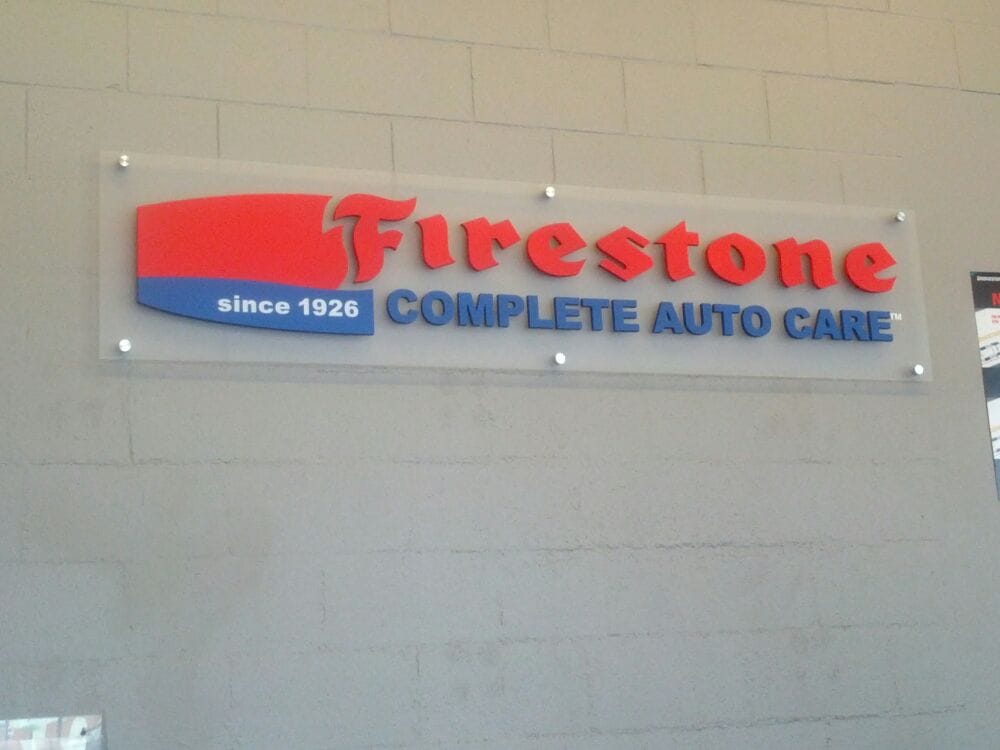 Firestone
since 1926
COMPLETE AUTO CARE™